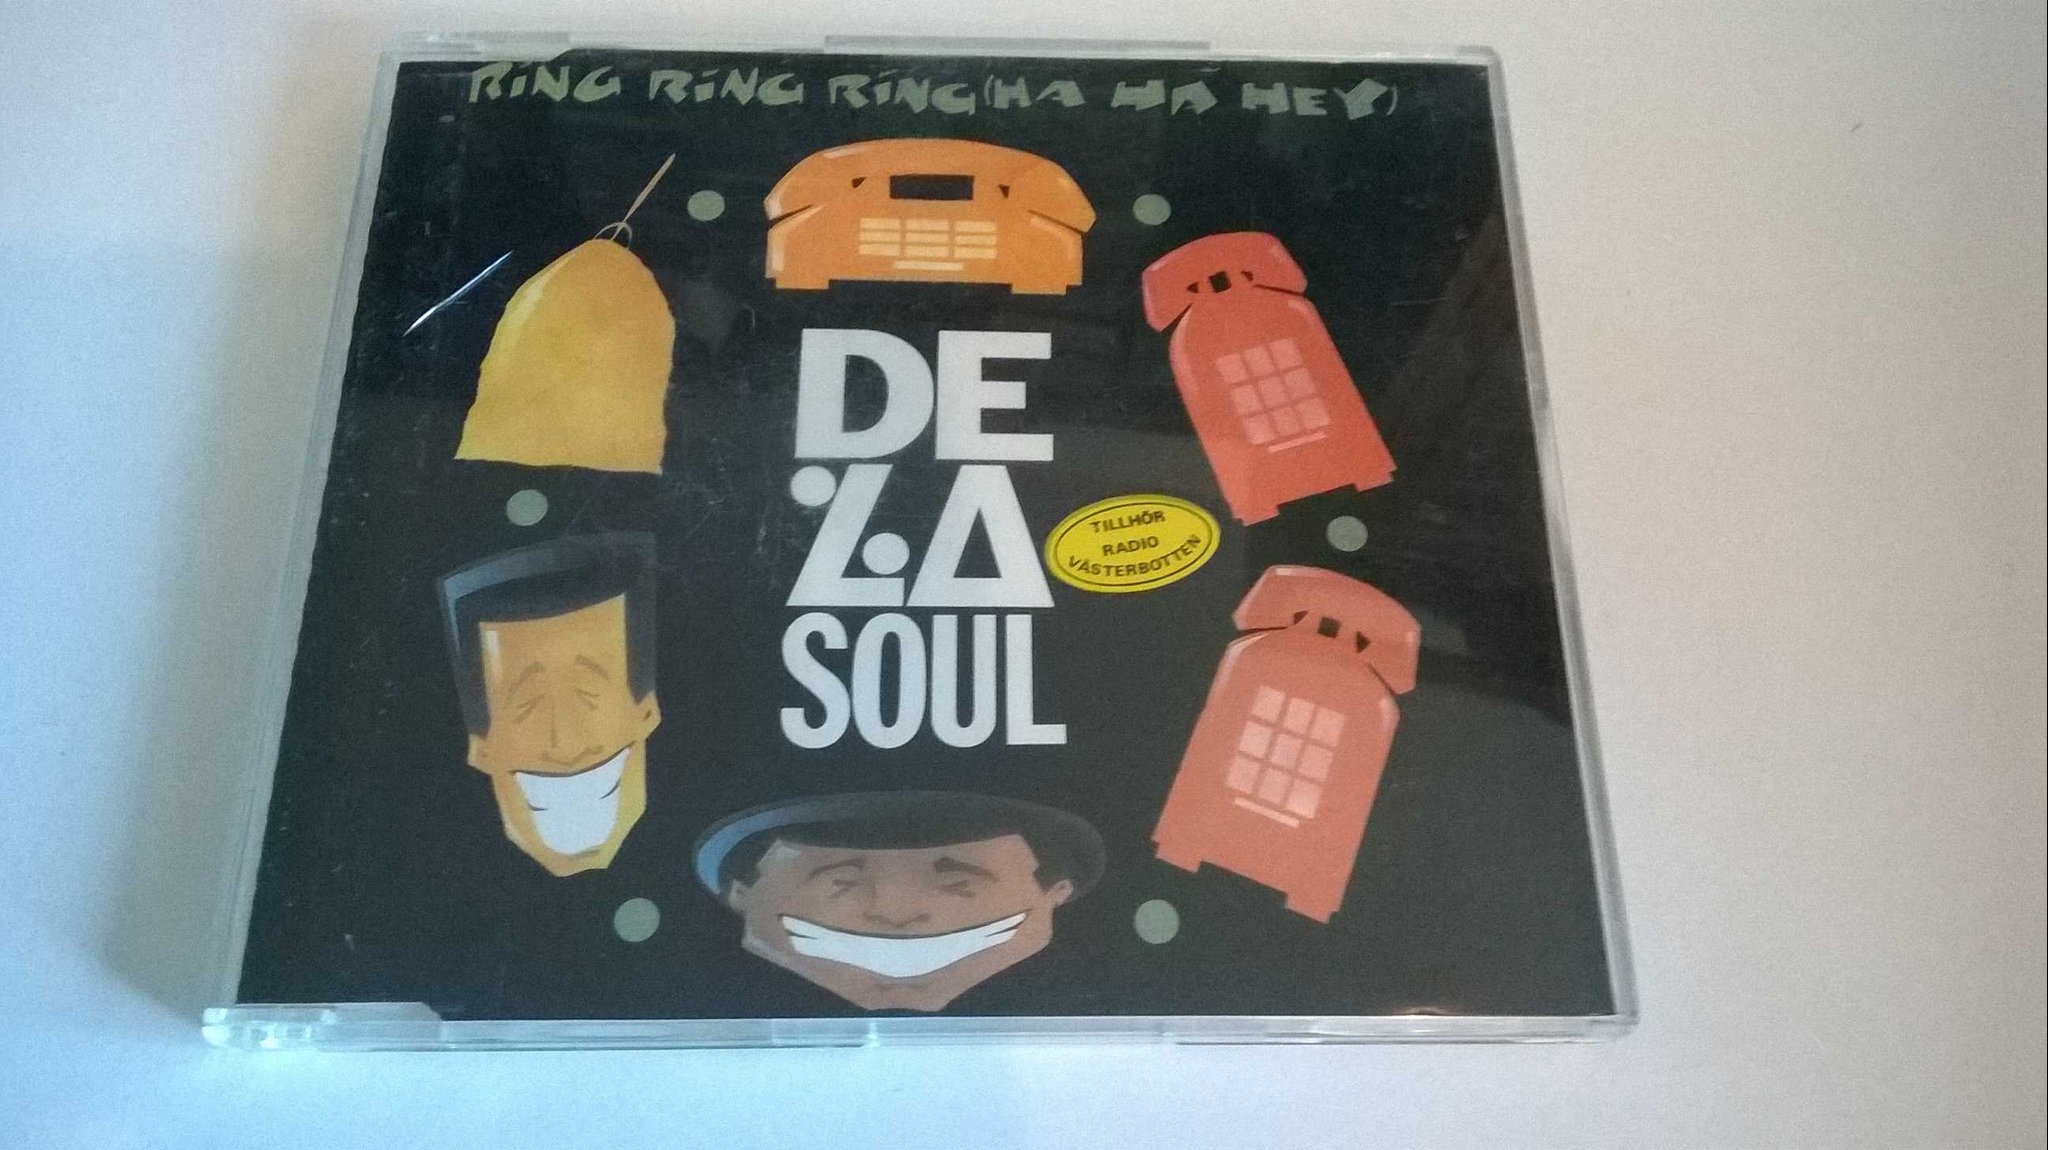 RING RING RING (HA HA HEY)
DE
LA
SOUL
TILLHÖR
RADIO
VÄSTERBOTTEN